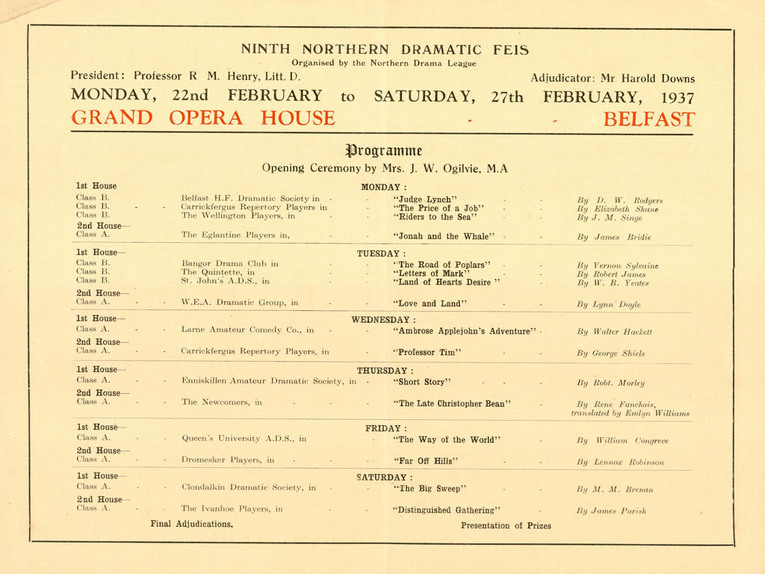 NINTH NORTHERN DRAMATIC FEIS
Organised by the Northern Drama League
President: Professor R M. Henry, Litt. D. Adjudicator: Mr Harold Downs
MONDAY, 22nd FEBRUARY to SATURDAY, 27th FEBRUARY, 1937
GRAND OPERA HOUSE - - BELFAST
Programme
Opening Ceremony by Mrs. J. W. Ogilvie, M.A
1st House MONDAY :
Class B. Belfast H.F. Dramatic Society in - - "Judge Lynch" - - By D. W. Rodgers
Class B. - - Carrickfergus Repertory Players in - "The Price of a Job" - - By Elizabeth Shane
Class B. The Wellington Players, in - "Riders to the Sea" - - By J. M. Singe
2nd House—
Class A. The Eglantine Players in, - "Jonah and the Whale" - - By James Bridie
1st House— TUESDAY :
Class B. Bangor Drama Club in - "The Road of Poplars" - - By Vernon Sylvaine
Class B. The Quintette, in - "Letters of Mark" - - By Robert James
Class B. St. John's A.D.S., in - "Land of Hearts Desire" - By W. B. Yeates
2nd House—
Class A. - - W.E.A. Dramatic Group, in - - "Love and Land" - - By Lynn Doyle
1st House— WEDNESDAY :
Class A. - - Larne Amateur Comedy Co., in - - "Ambrose Applejohn's Adventure" - By Walter Hackett
2nd House—
Class A. - - Carrickfergus Repertory Players, in - "Professor Tim" - - By George Shiels
1st House— THURSDAY :
Class A. - - Enniskillen Amateur Dramatic Society, in - "Short Story" - - - By Robt. Morley
2nd House—
Class A. - - The Newcomers, in - - - "The Late Christopher Bean" - By Rene Fanchois,
translated by Emlyn Williams
1st House— FRIDAY :
Class A. - - Queen's University A.D.S., in - "The Way of the World" - By William Congreve
2nd House—
Class A. - - Dromesker Players, in - - - "Far Off Hills" - - By Lennox Robinson
1st House— SATURDAY :
Class A. - - Clondalkin Dramatic Society, in - - "The Big Sweep" - - By M. M. Brenan
2nd House—
Class A. - - The Ivanhoe Players, in - - "Distinguished Gathering" - By James Parish
Final Adjudications, Presentation of Prizes